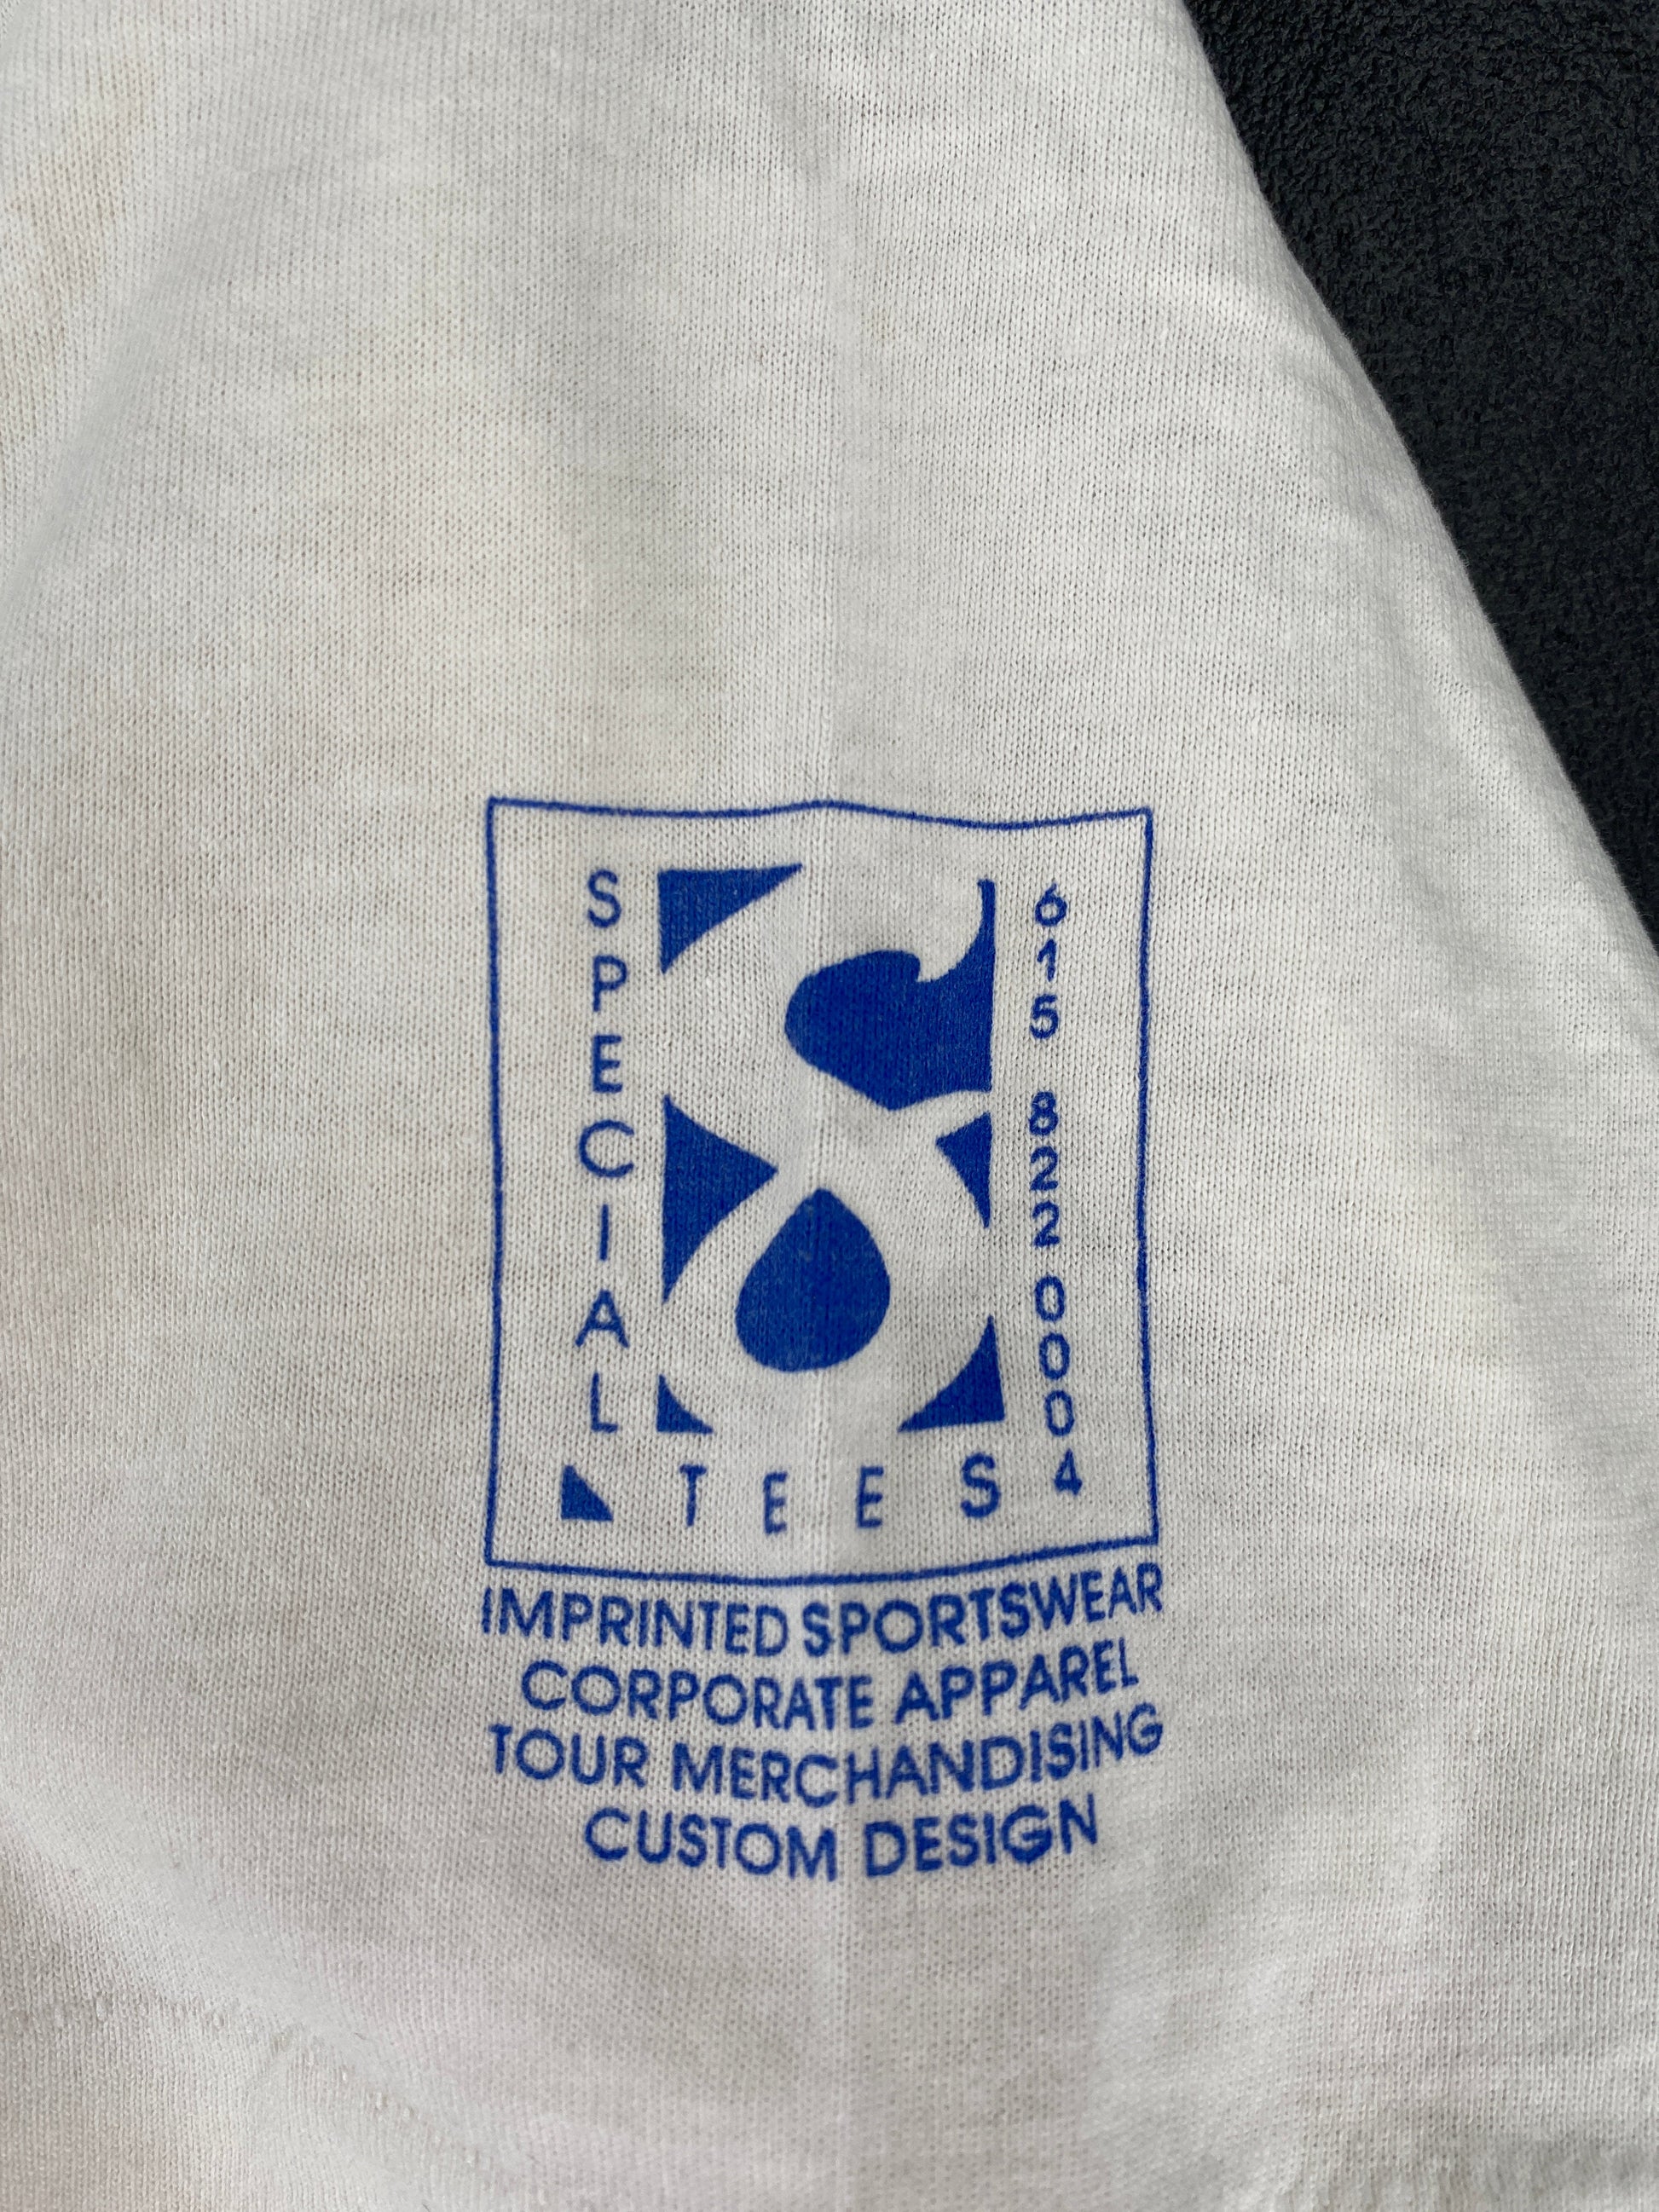 SPECIAL
TEES
615 822 0004
IMPRINTED SPORTSWEAR
CORPORATE APPAREL
TOUR MERCHANDISING
CUSTOM DESIGN